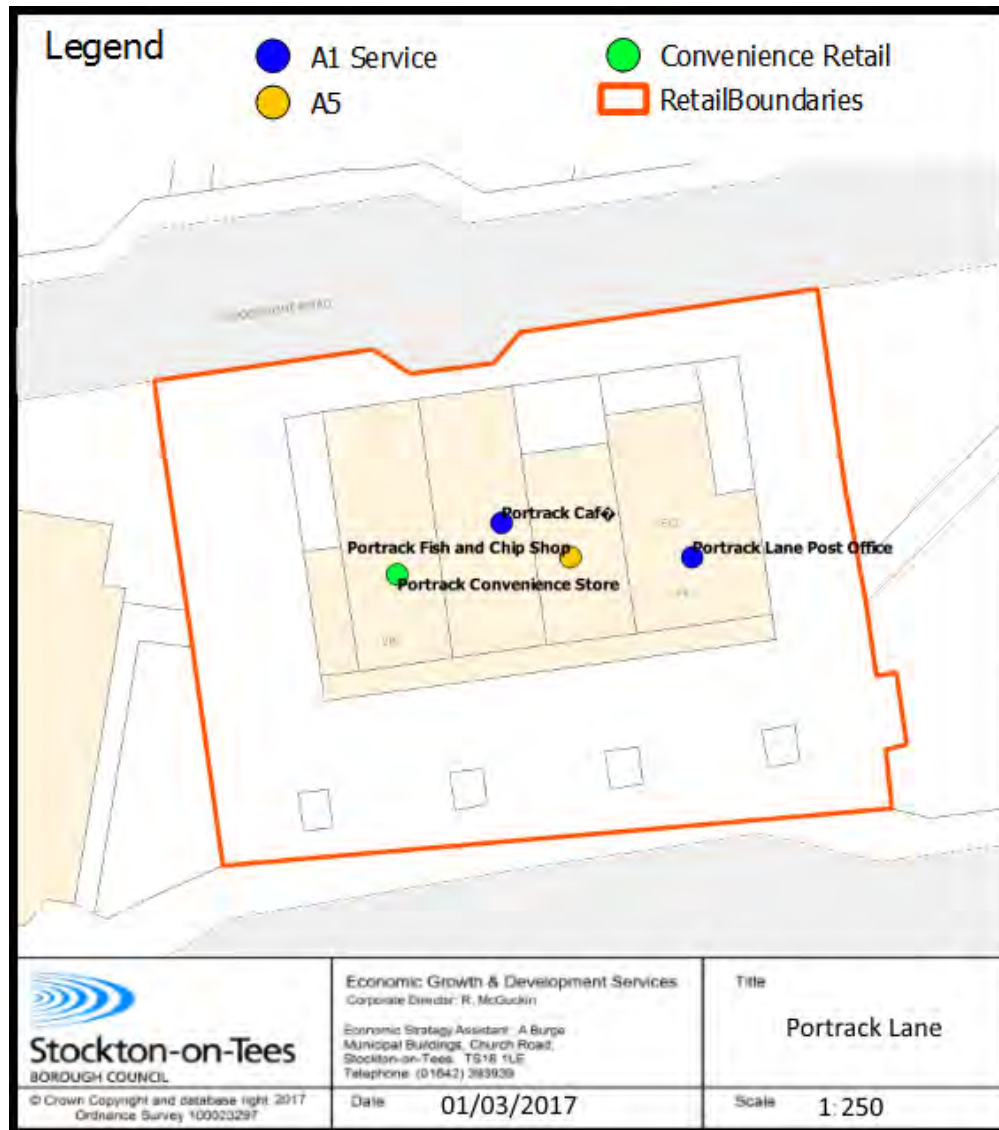 Legend
A1 Service
Convenience Retail
A5
RetailBoundaries
Portrack Caf�
Portrack Fish and Chip Shop
Portrack Lane Post Office
Portrack Convenience Store
Stockton-on-Tees
BOROUGH COUNCIL
© Crown Copyright and database right 2017
Ordnance Survey 100023297
Economic Growth & Development Services
Corporate Director: R. McGuckin
Economic Strategy Assistant: A Burge
Municipal Buildings, Church Road,
Stockton-on-Tees. TS18 1LE
Telephone: (01642) 393939
Date 01/03/2017
Title
Portrack Lane
Scale 1:250